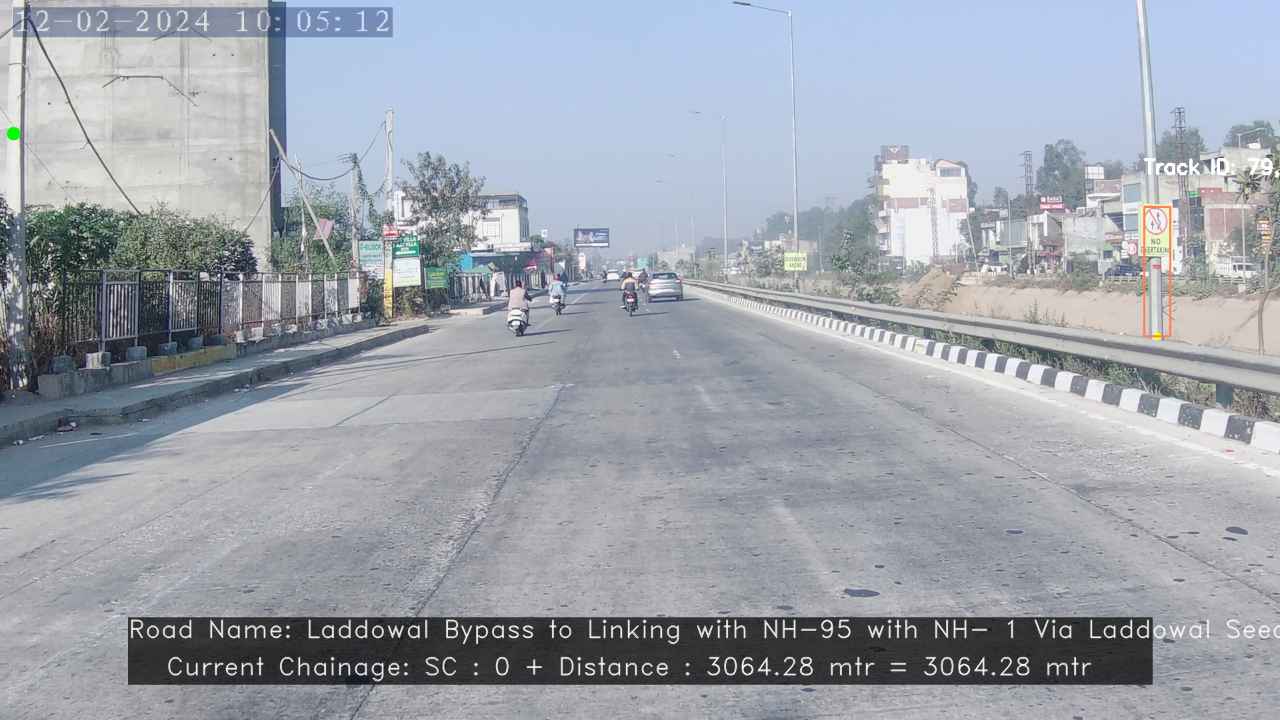 12-02-2024 10:05:12
Track ID: 79,
NO
OVERTAKING
Road Name: Laddowal Bypass to Linking with NH-95 with NH- 1 Via Laddowal Seed
Current Chainage: SC : 0 + Distance : 3064.28 mtr = 3064.28 mtr